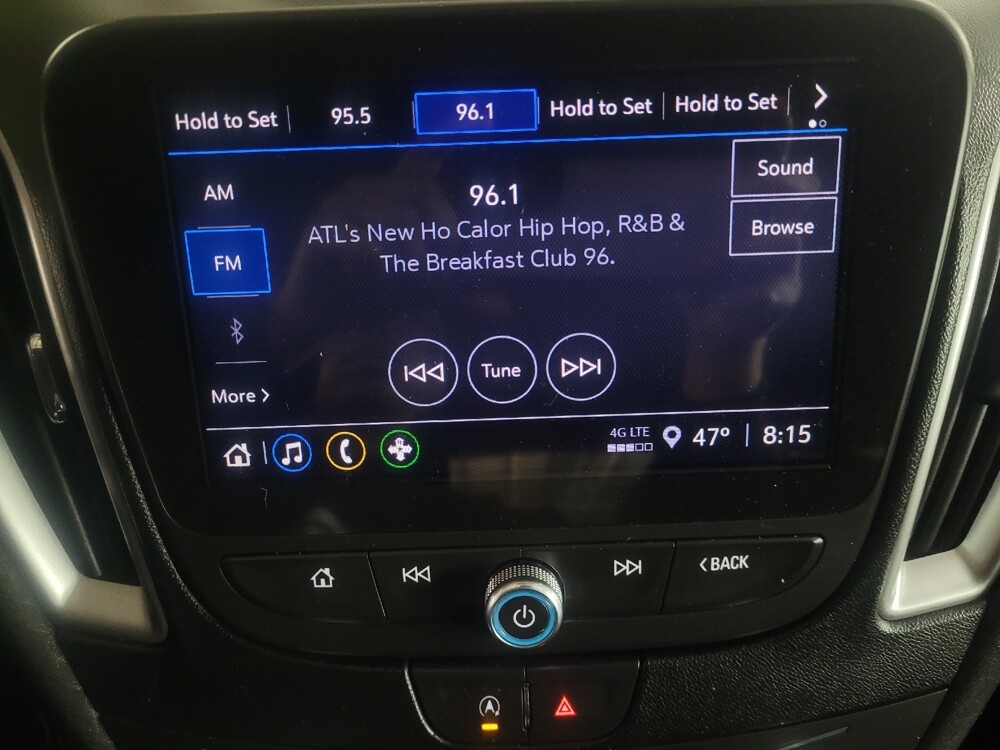 Hold to Set
95.5
96.1
Hold to Set
Hold to Set
Sound
AM
96.1
ATL's New Ho Calor Hip Hop, R&B &
Browse
FM
The Breakfast Club 96.
Tune
More >
4G LTE
47° | 8:15
< BACK
A